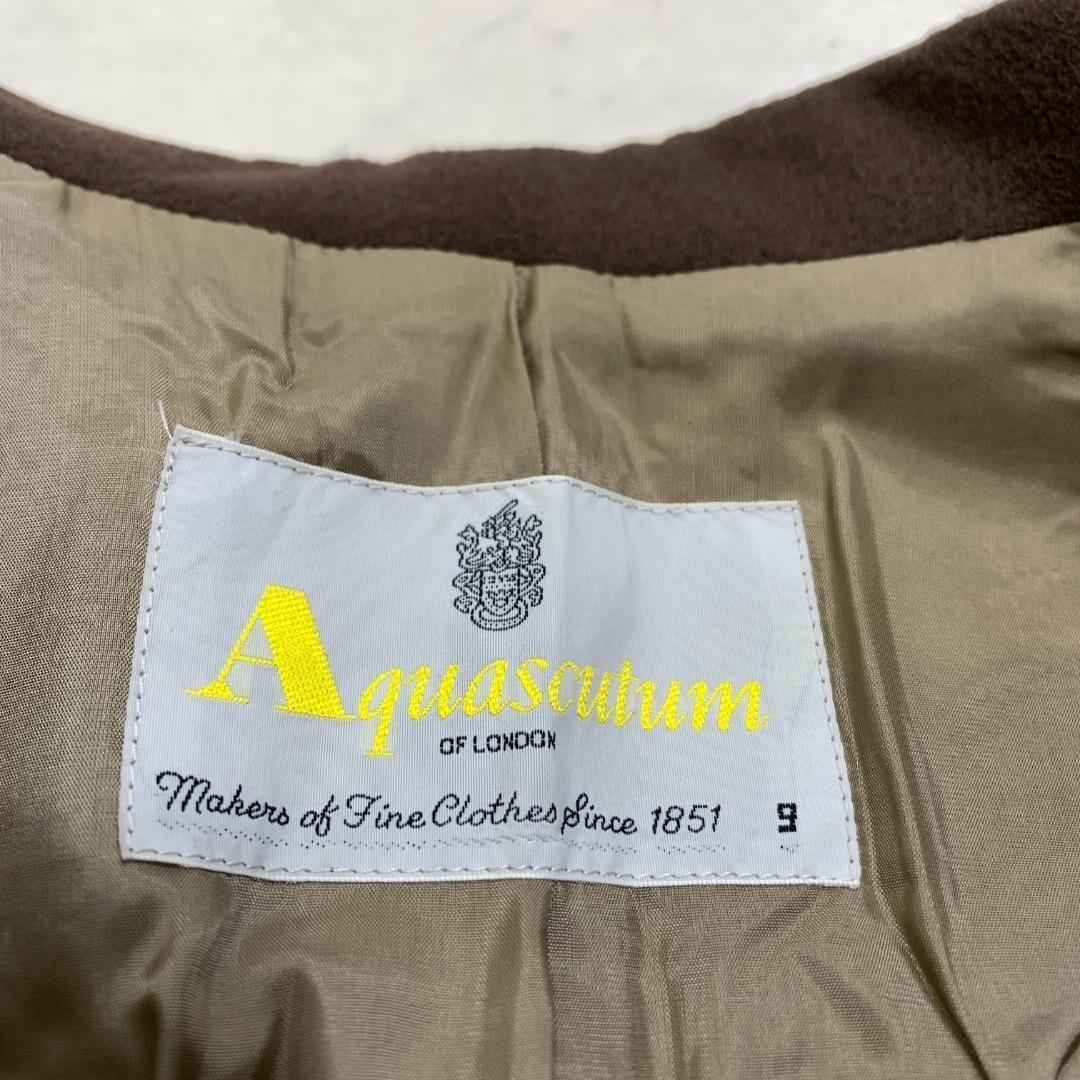 Aquascutum
OF LONDON
Makers of Fine Clothes Since 1851 9